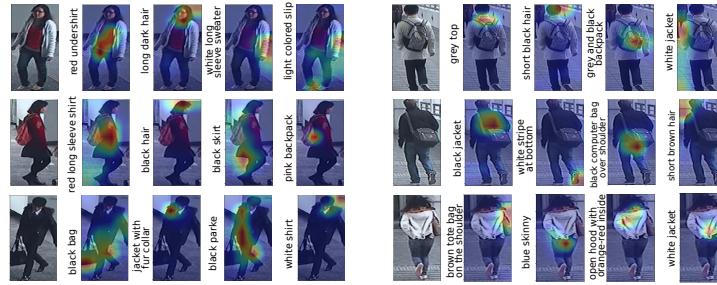 red undershirt
long dark hair
white long
sleeve sweater
light colored slip
grey top
short black hair
grey and black
backpack
white jacket
red long sleeve shirt
black hair
black skirt
pink backpack
black jacket
white stripe
at bottom
black computer bag
over shoulder
short brown hair
black bag
jacket with
fur collar
black parke
white shirt
brown tote bag
on the shoulder
blue skinny
open hood with
orange-red inside
white jacket